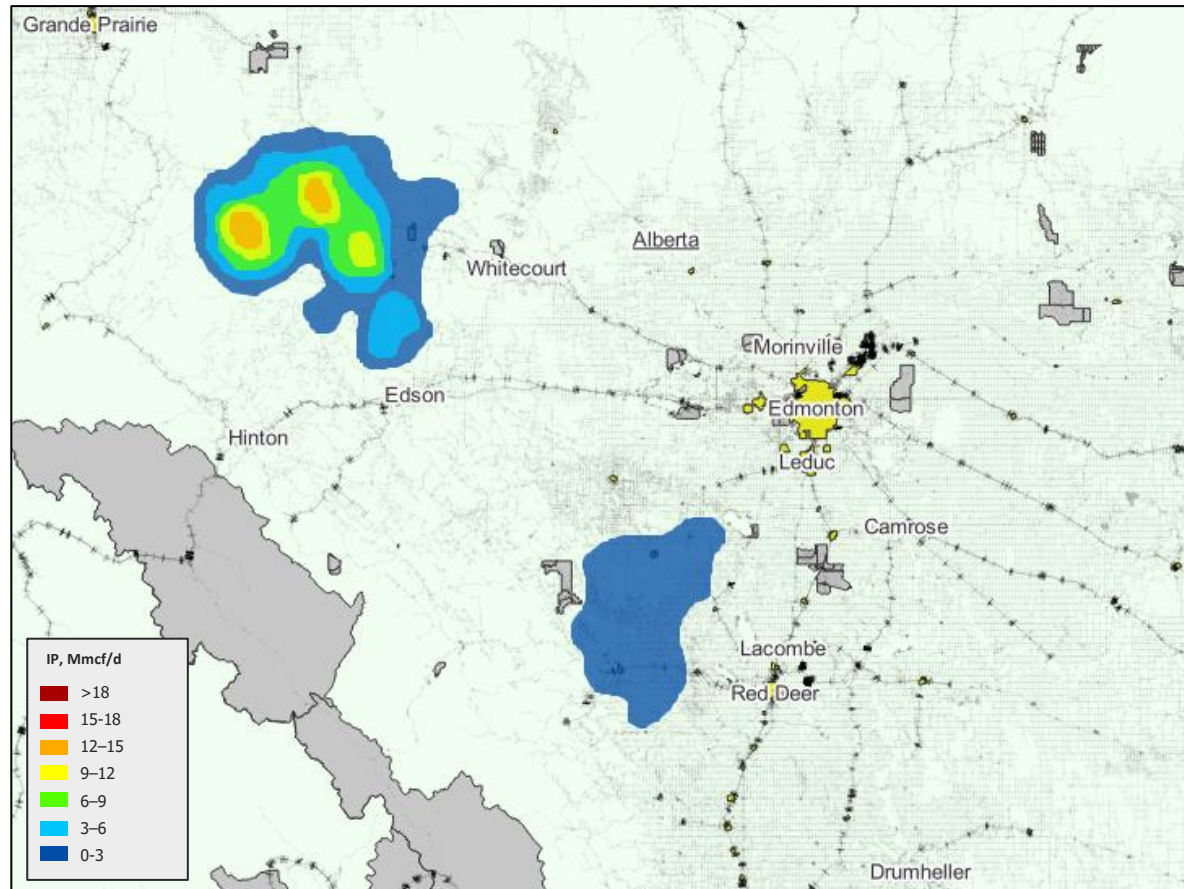 Grande Prairie
Alberta
Whitecourt
Morinville
Edson
Edmonton
Hinton
Leduc
Camrose
Lacombe
Red Deer
Drumheller
IP, Mmcf/d
>18
15-18
12–15
9–12
6–9
3–6
0-3